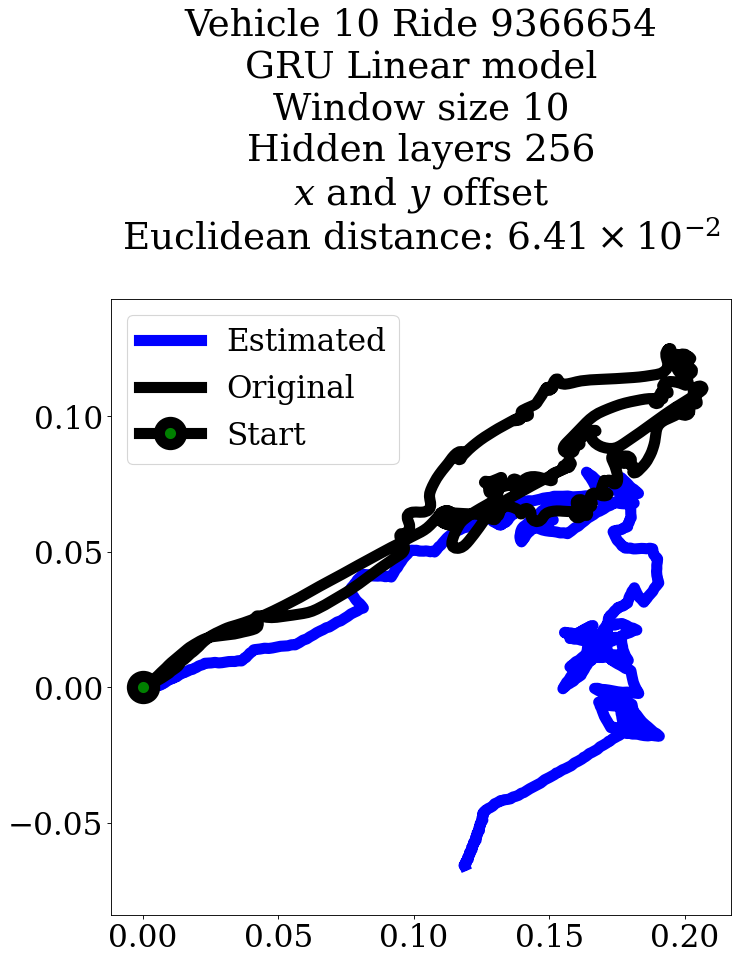 Vehicle 10 Ride 9366654
GRU Linear model
Window size 10
Hidden layers 256
x and y offset
Euclidean distance: 6.41 × 10⁻²
Estimated
Original
Start
0.10
0.05
0.00
−0.05
0.00 0.05 0.10 0.15 0.20